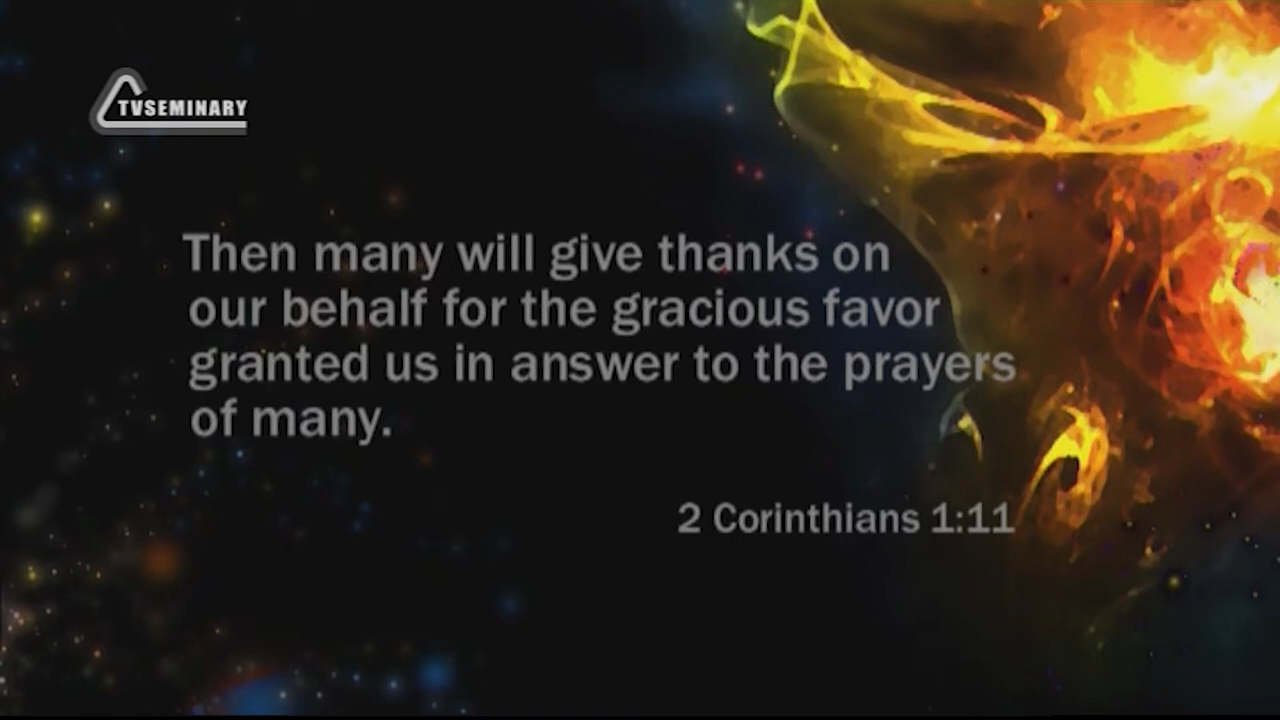 TVSEMINARY
Then many will give thanks on
our behalf for the gracious favor
granted us in answer to the prayers
of many.
2 Corinthians 1:11